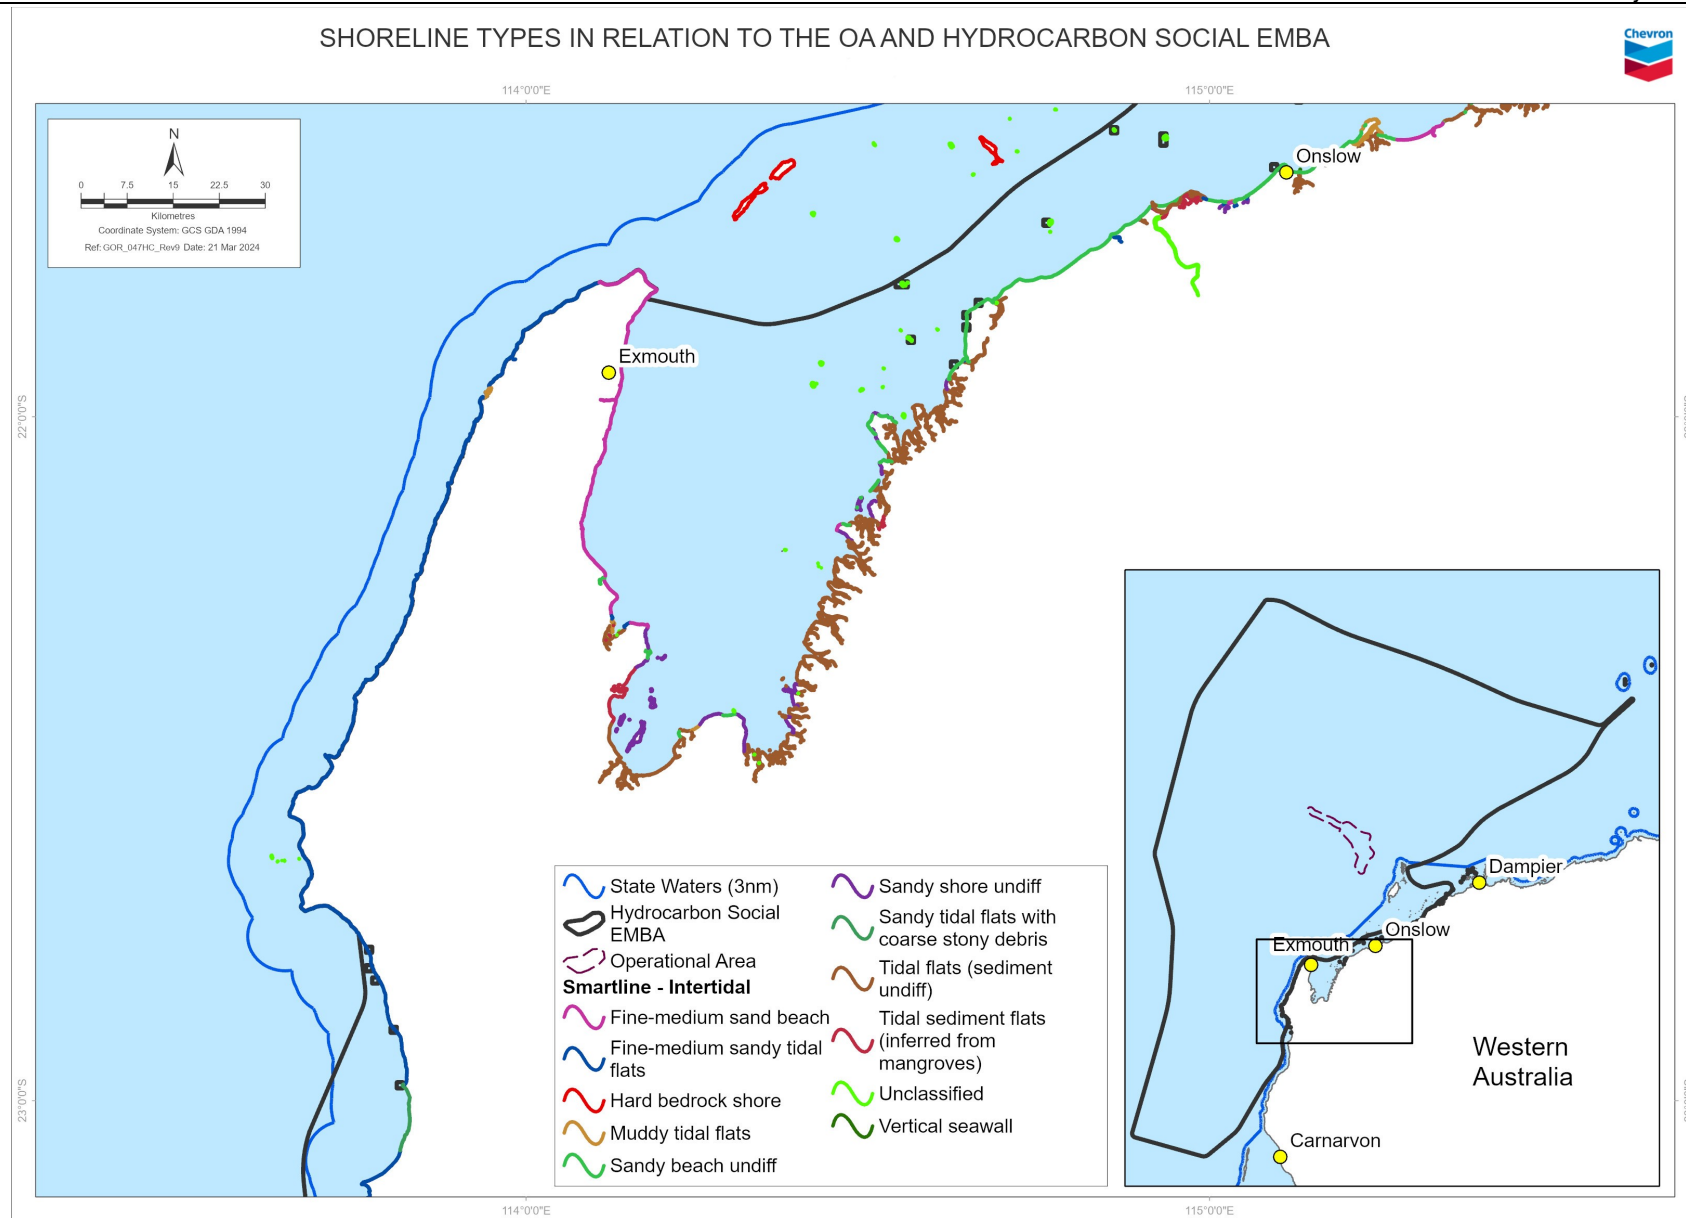 SHORELINE TYPES IN RELATION TO THE OA AND HYDROCARBON SOCIAL EMBA
Chevron
114°0'0"E
115°0'0"E
N
0 7.5 15 22.5 30
Kilometres
Coordinate System: GCS GDA 1994
Ref: GOR_047HC_Rev9 Date: 21 Mar 2024
Onslow
Exmouth
22°0'0"S
23°0'0"S
State Waters (3nm)
Hydrocarbon Social
EMBA
Operational Area
Smartline - Intertidal
Fine-medium sand beach
Fine-medium sandy tidal
flats
Hard bedrock shore
Muddy tidal flats
Sandy beach undiff
Sandy shore undiff
Sandy tidal flats with
coarse stony debris
Tidal flats (sediment
undiff)
Tidal sediment flats
(inferred from
mangroves)
Unclassified
Vertical seawall
Dampier
Onslow
Exmouth
Western
Australia
Carnarvon
114°0'0"E
115°0'0"E